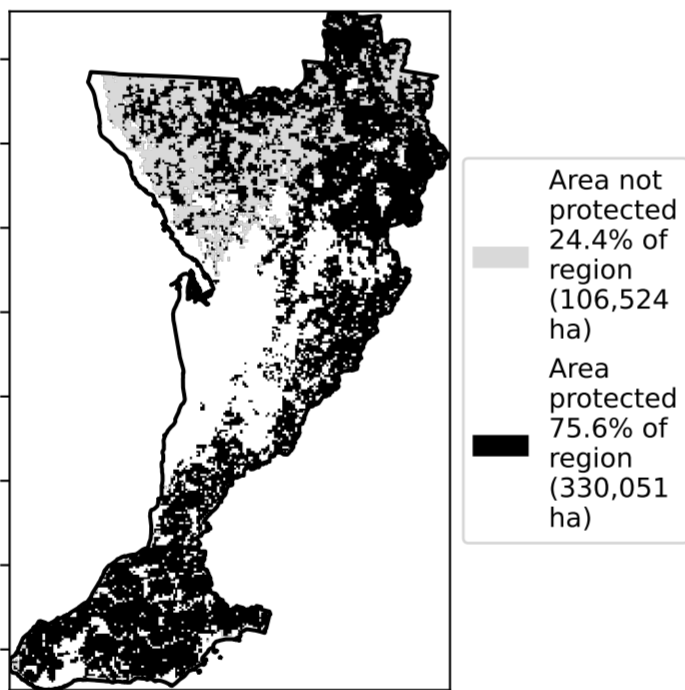 Area not
protected
24.4% of
region
(106,524
ha)
Area
protected
75.6% of
region
(330,051
ha)